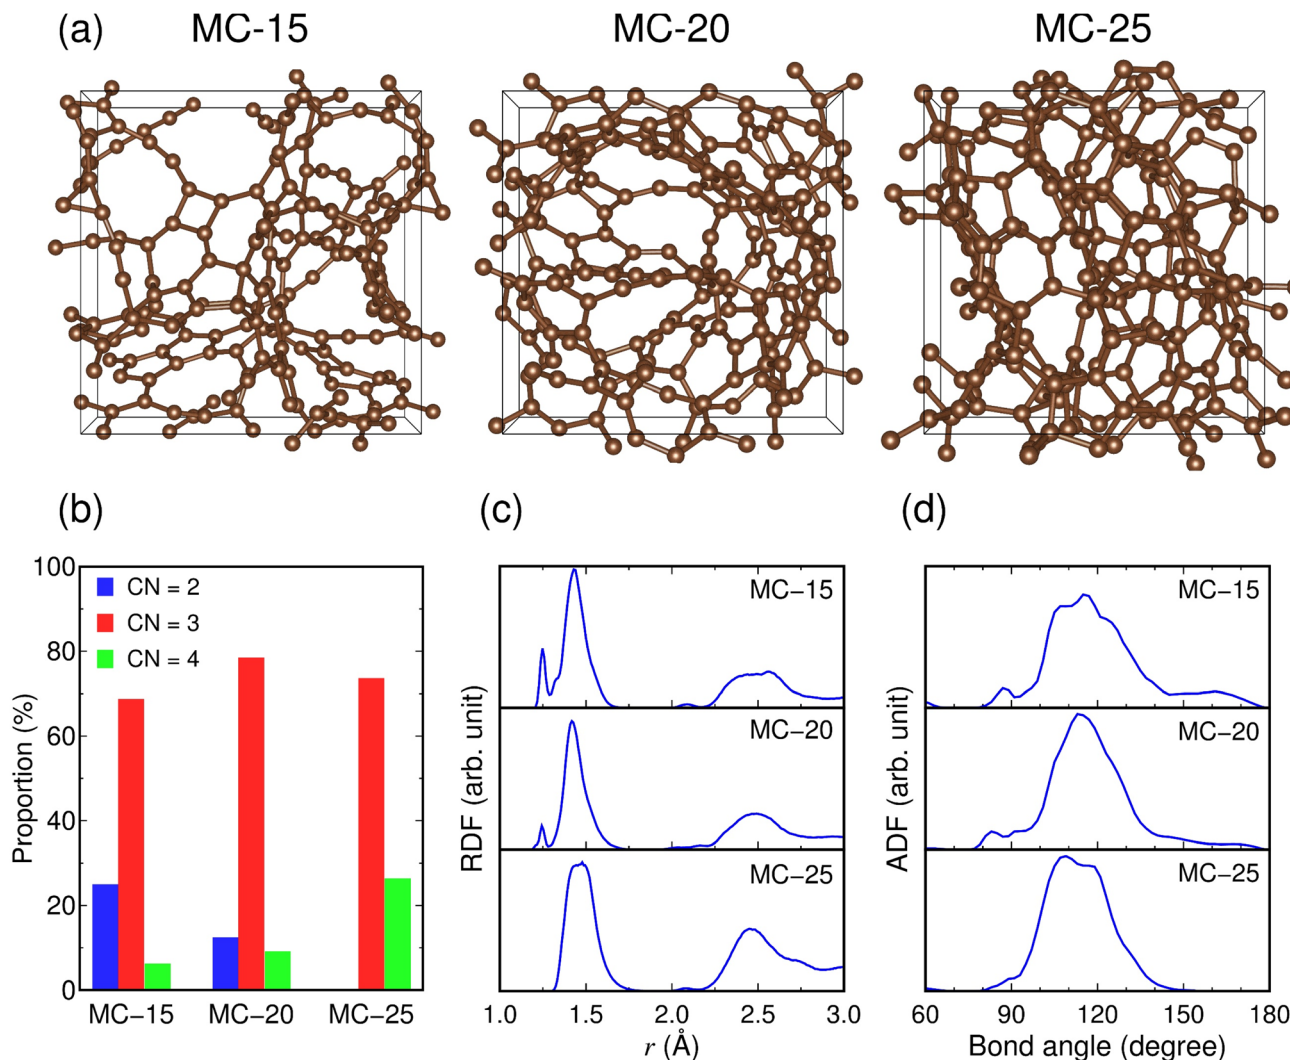 (a) MC-15 MC-20 MC-25
(b) (c) (d)
100
80
60
40
20
0
Proportion (%)
CN = 2
CN = 3
CN = 4
MC−15 MC−20 MC−25
RDF (arb. unit)
MC−15
MC−20
MC−25
1.0 1.5 2.0 2.5 3.0
r (Å)
ADF (arb. unit)
MC−15
MC−20
MC−25
60 90 120 150 180
Bond angle (degree)